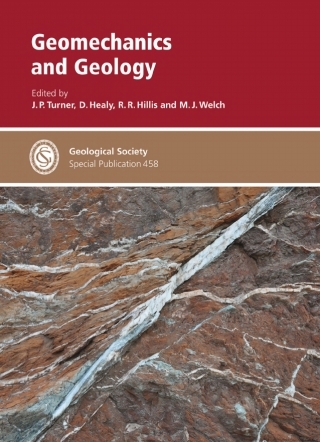 Geomechanics
and Geology
Edited by
J. P. Turner, D. Healy, R. R. Hillis and M. J. Welch
Geological Society
Special Publication 458